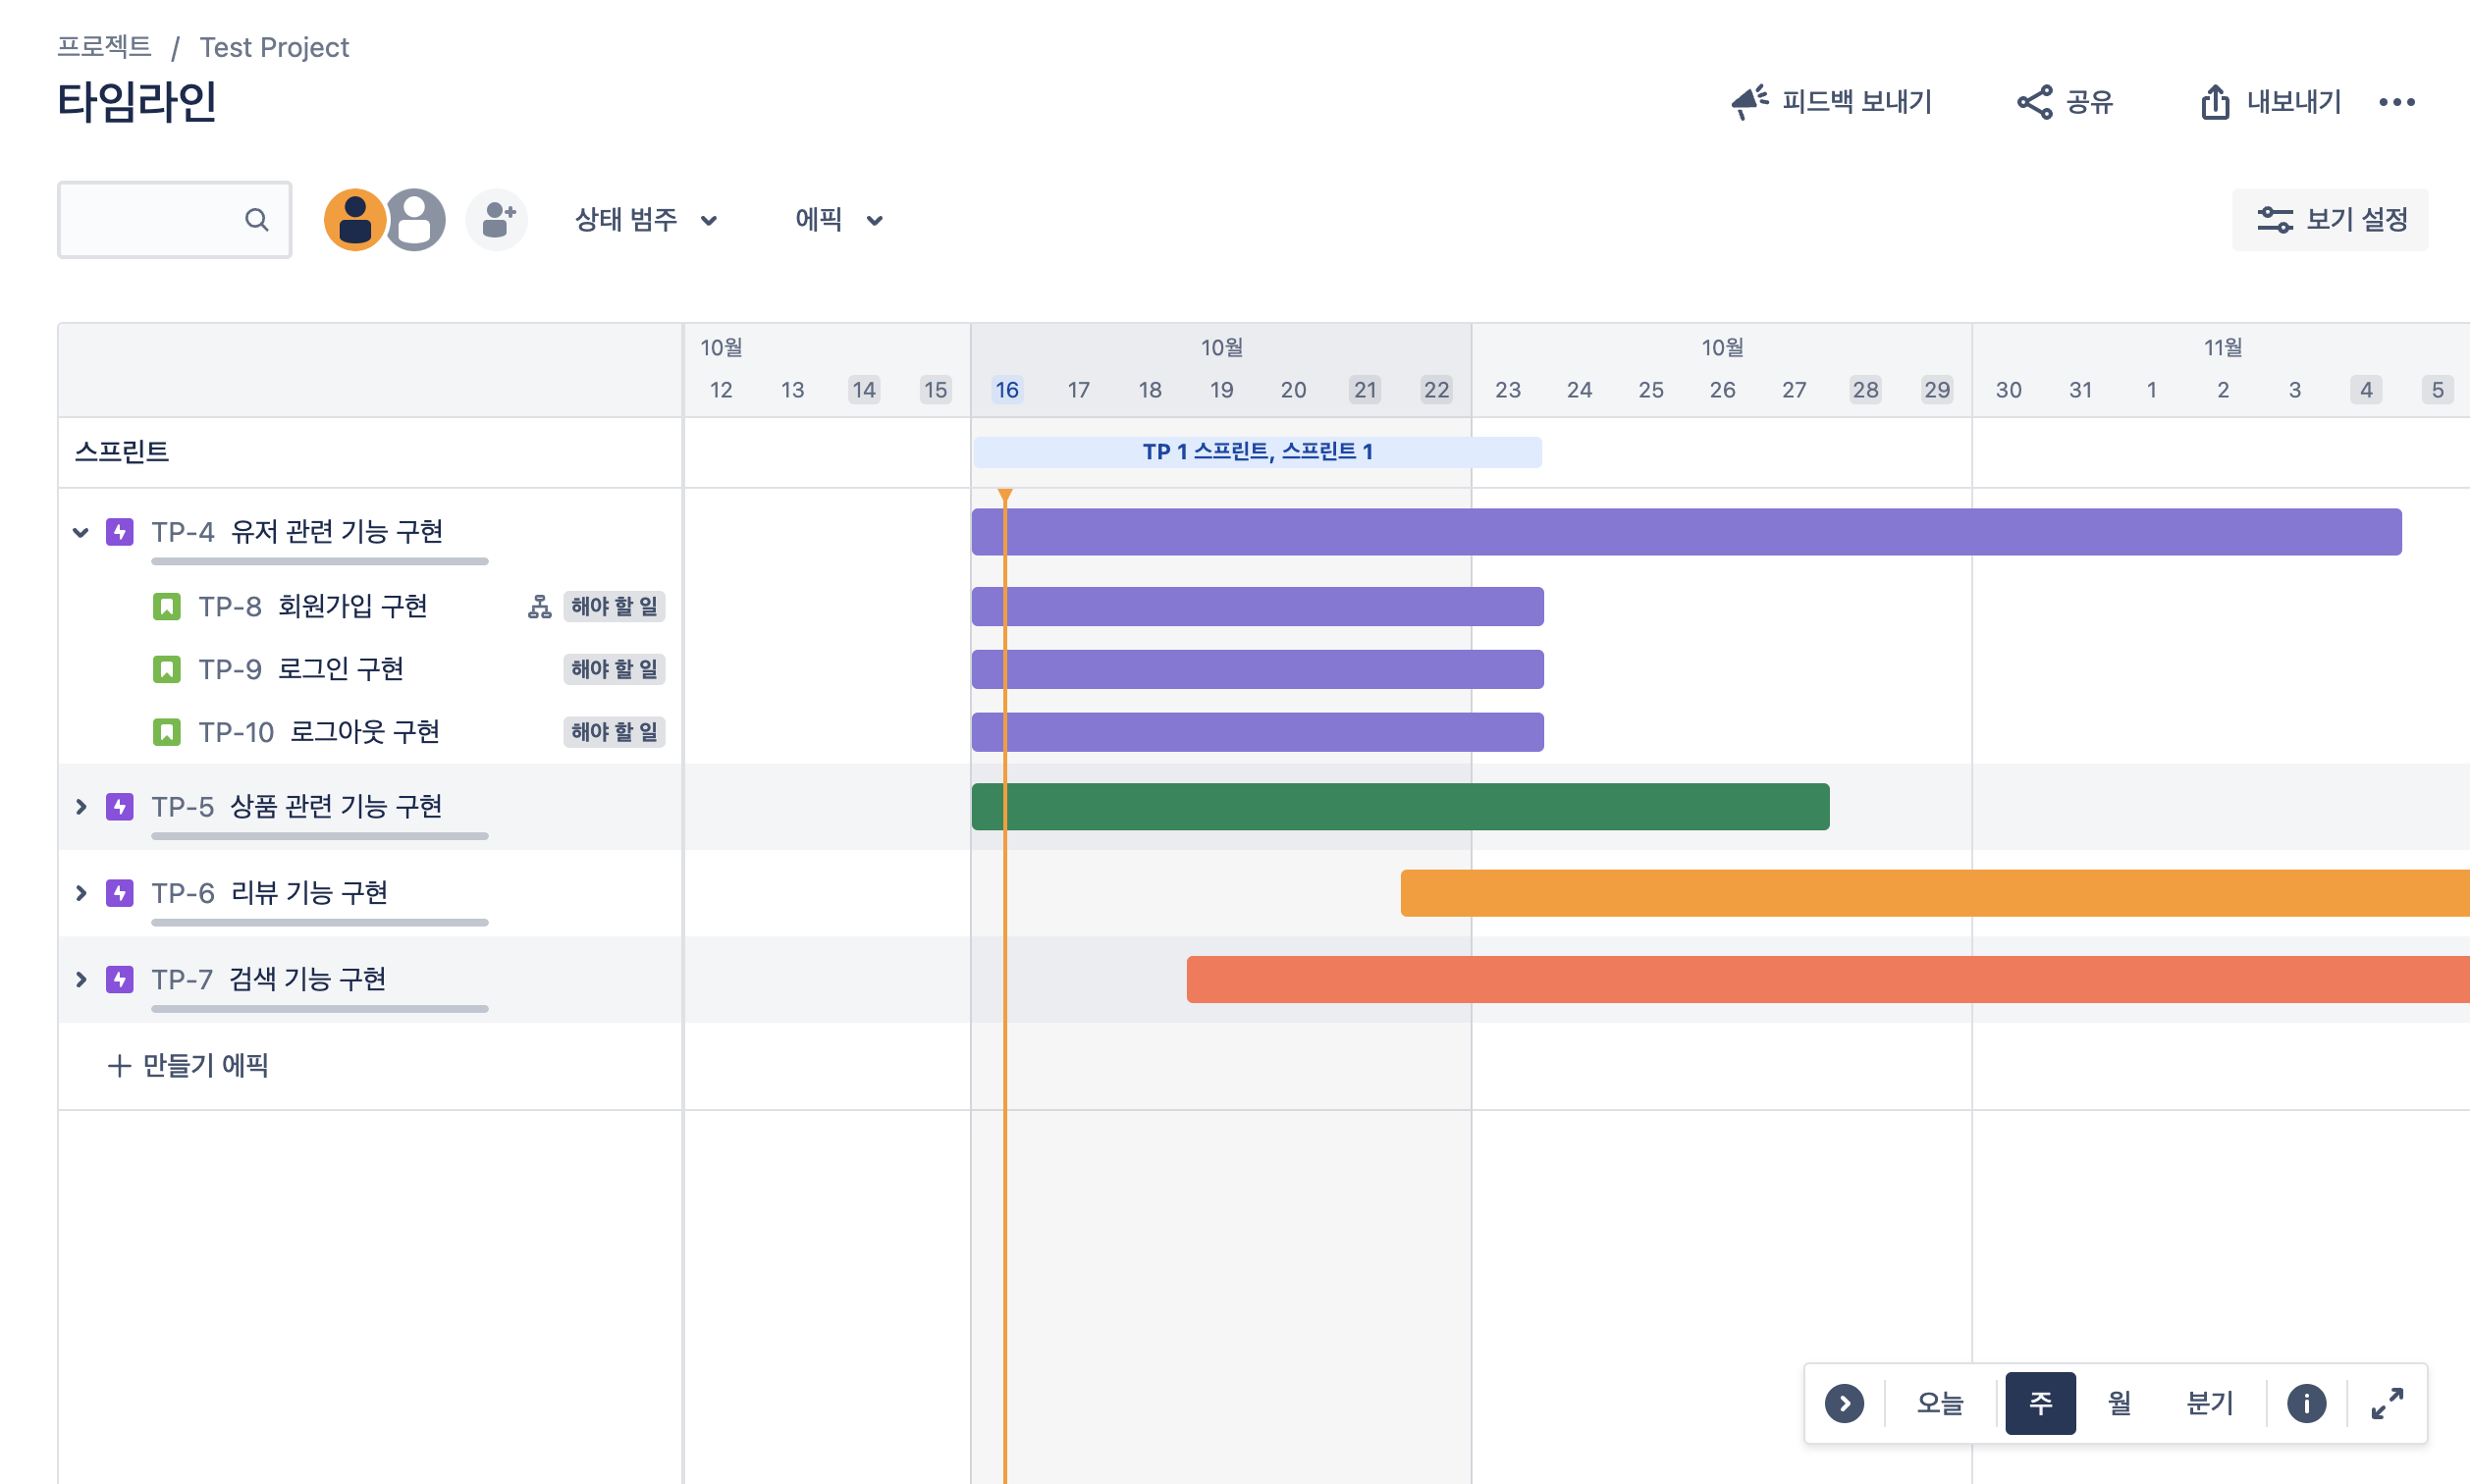 프로젝트 / Test Project
타임라인
피드백 보내기 공유 내보내기
상태 범주 에픽 보기 설정
10월 10월 10월 11월
12 13 14 15 16 17 18 19 20 21 22 23 24 25 26 27 28 29 30 31 1 2 3 4 5
스프린트 TP 1 스프린트, 스프린트 1
TP-4 유저 관련 기능 구현
TP-8 회원가입 구현 해야 할 일
TP-9 로그인 구현 해야 할 일
TP-10 로그아웃 구현 해야 할 일
TP-5 상품 관련 기능 구현
TP-6 리뷰 기능 구현
TP-7 검색 기능 구현
만들기 에픽
오늘 주 월 분기